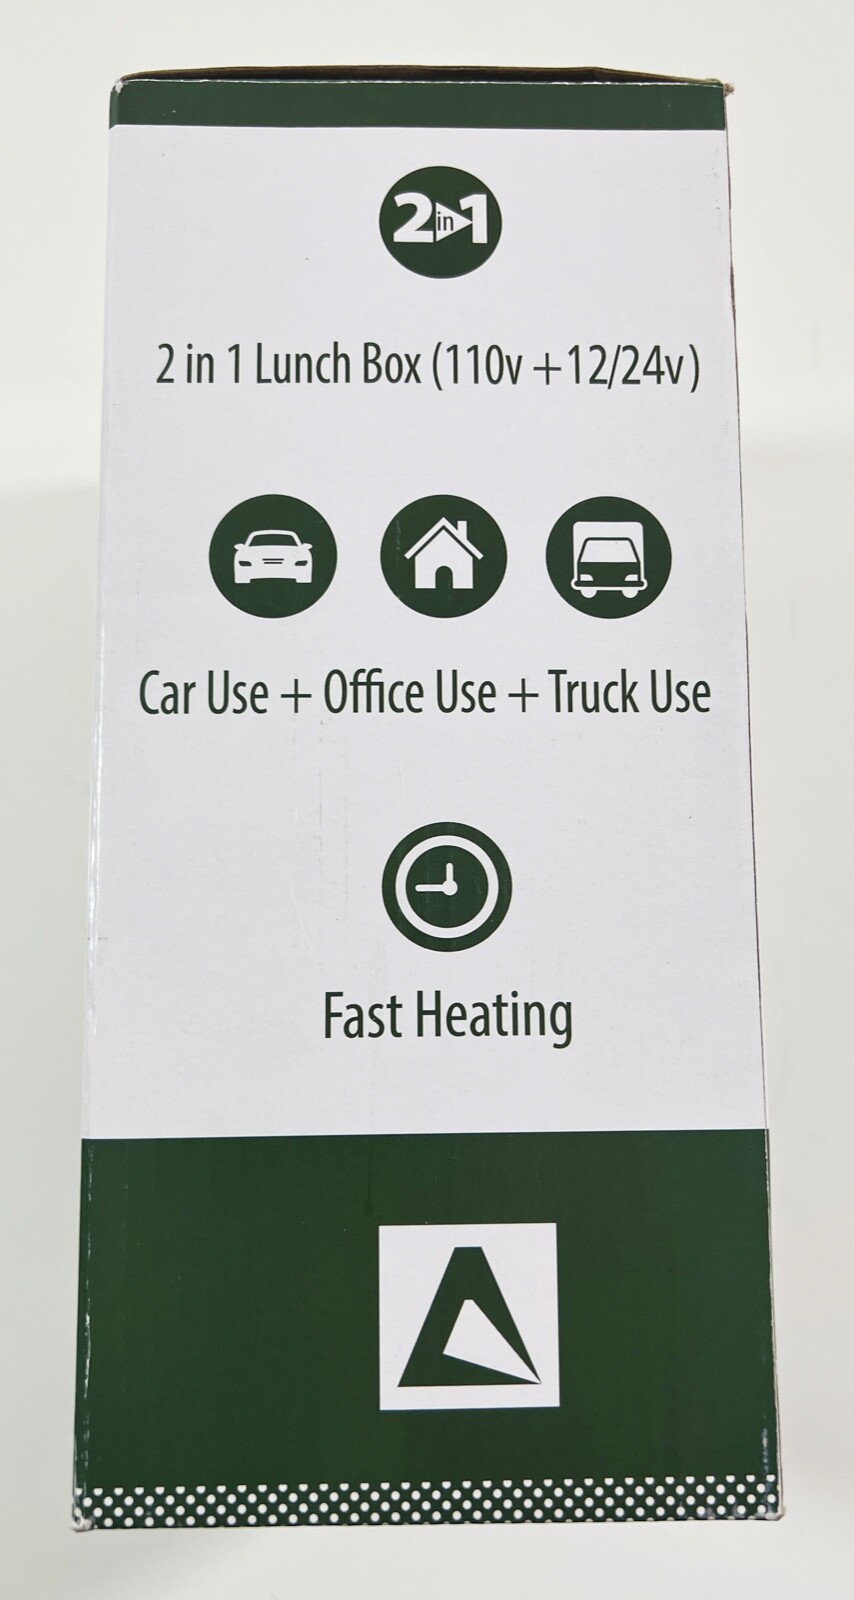 2in1
2 in 1 Lunch Box (110v + 12/24v)
Car Use + Office Use + Truck Use
Fast Heating